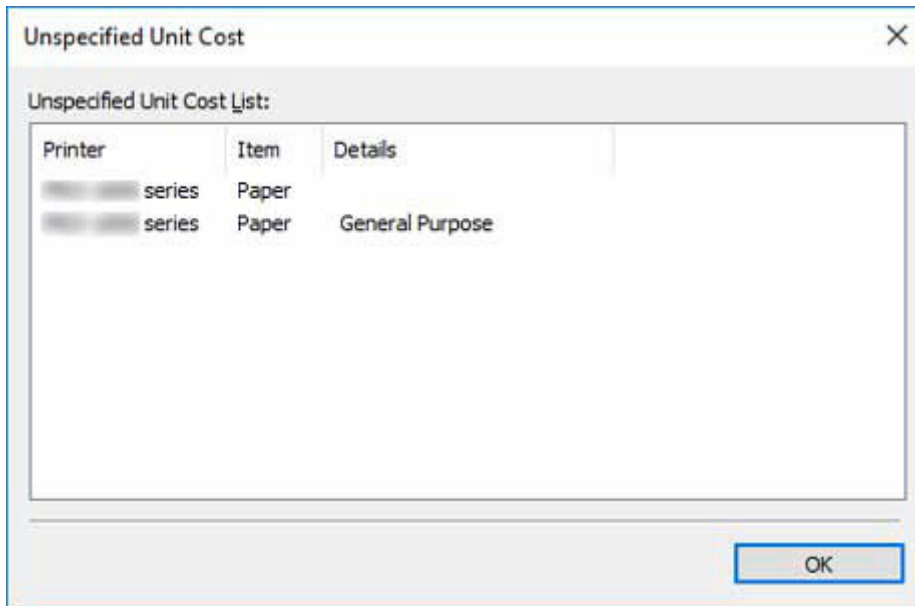 Unspecified Unit Cost
Unspecified Unit Cost List:
Printer Item Details
series Paper
series Paper General Purpose
OK